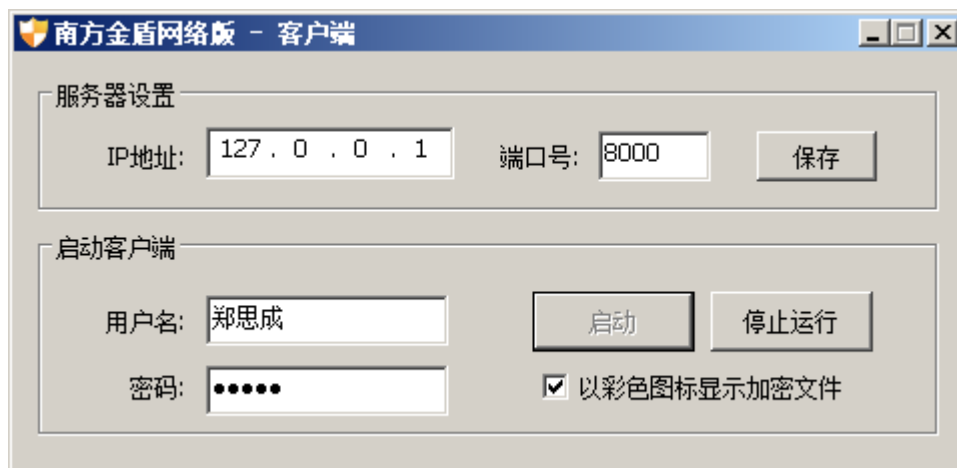 南方金盾网络版 - 客户端
服务器设置
IP地址: 127 . 0 . 0 . 1 端口号: 8000 保存
启动客户端
用户名: 郑思成 启动 停止运行
密码: ●●●●● 以彩色图标显示加密文件